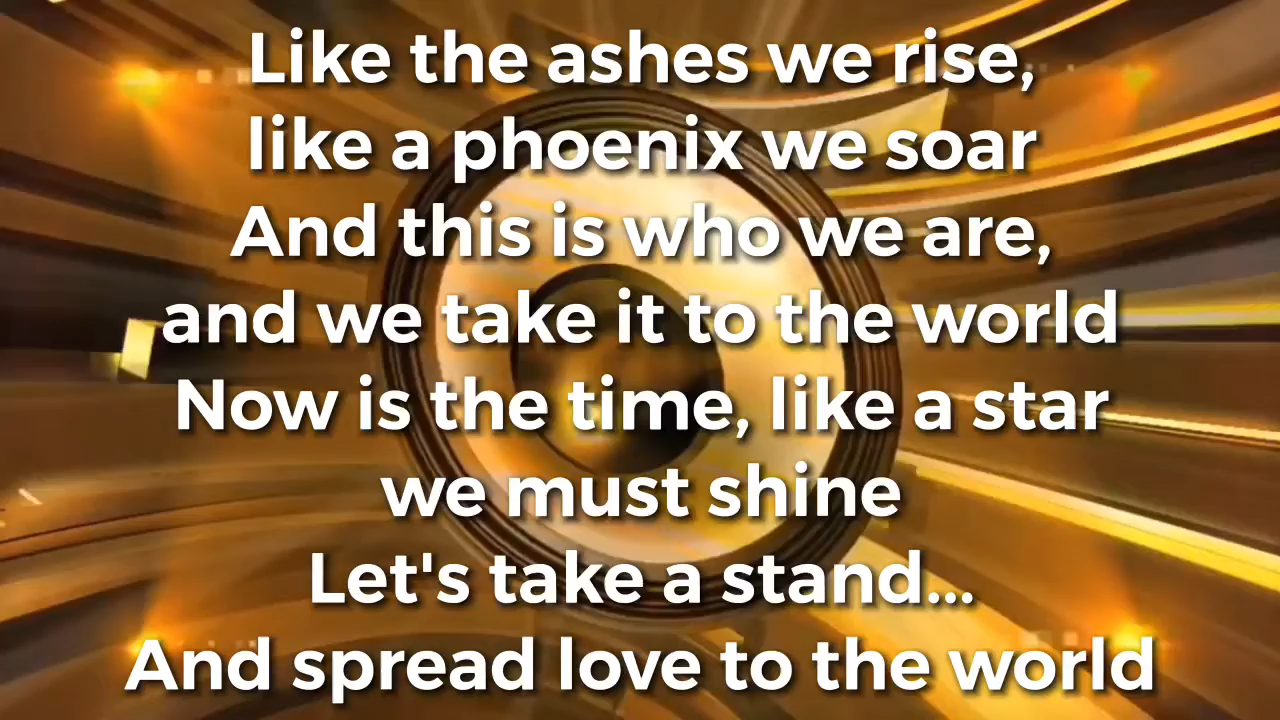 Like the ashes we rise,
like a phoenix we soar
And this is who we are,
and we take it to the world
Now is the time, like a star
we must shine
Let's take a stand...
And spread love to the world